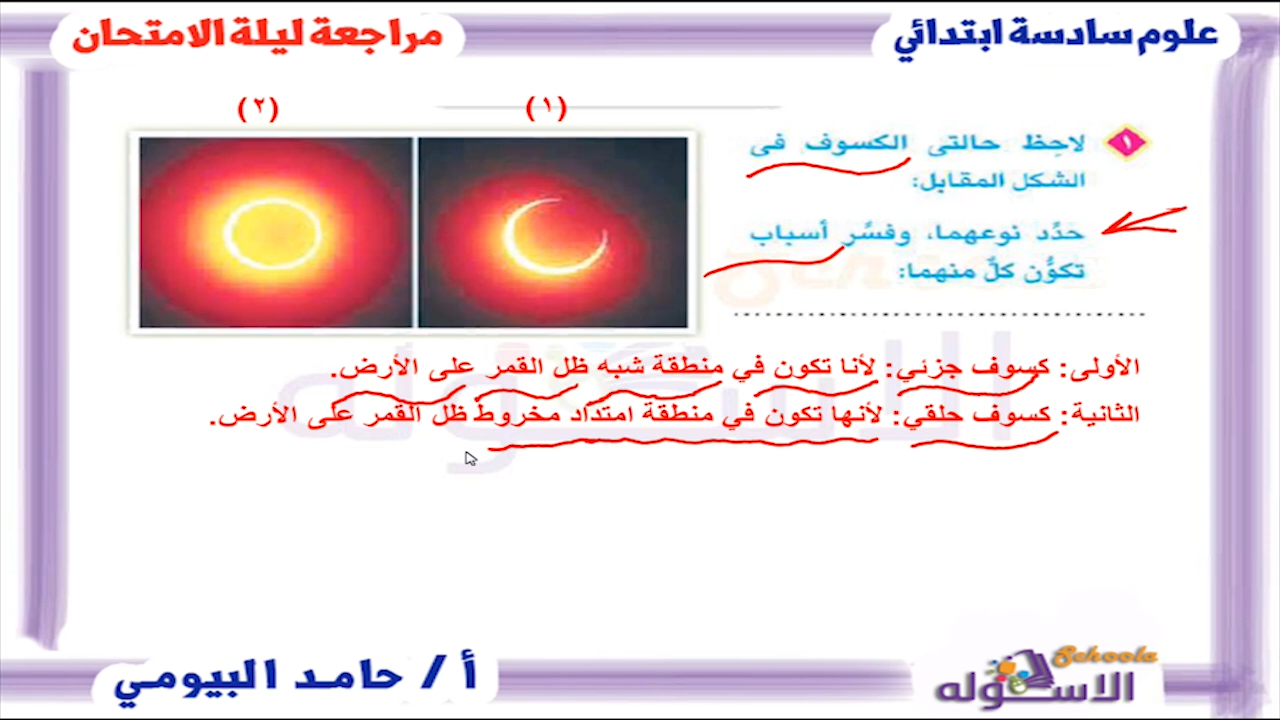 علوم سادسة ابتدائي
مراجعة ليلة الامتحان
(١)
(٢)
١
لاحِظ حالتى الكسوف فى
الشكل المقابل:
حدِّد نوعهما، وفسِّر أسباب
تكوُّن كلٌّ منهما:
الأولى: كسوف جزئي: لأنا تكون في منطقة شبه ظل القمر على الأرض.
الثانية: كسوف حلقي: لأنها تكون في منطقة امتداد مخروط ظل القمر على الأرض.
Schoola
الاسكوله
أ / حامد البيومي